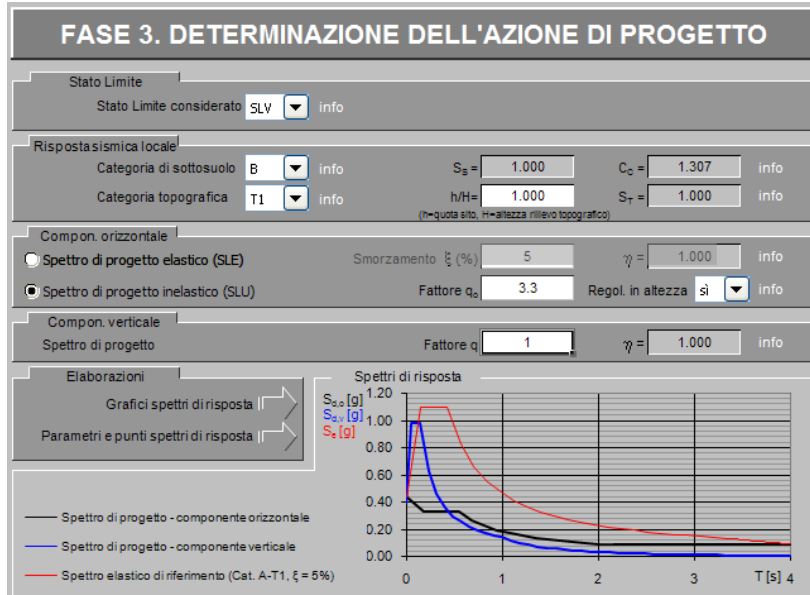 FASE 3. DETERMINAZIONE DELL'AZIONE DI PROGETTO
Stato Limite
Stato Limite considerato SLV info
Risposta sismica locale
Categoria di sottosuolo B info SS = 1.000 CC = 1.307 info
Categoria topografica T1 info h/H= 1.000 ST = 1.000 info
(h=quota sito, H=altezza rilievo topografico)
Compon. orizzontale
Spettro di progetto elastico (SLE) Smorzamento ξ (%) 5 η = 1.000 info
Spettro di progetto inelastico (SLU) Fattore qo 3.3 Regol. in altezza sì info
Compon. verticale
Spettro di progetto Fattore q 1 η = 1.000 info
Elaborazioni
Grafici spettri di risposta
Parametri e punti spettri di risposta
Spettri di risposta
Sd,o [g]
Sd,v [g]
Se [g]
1.20
1.00
0.80
0.60
0.40
0.20
0.00
0 1 2 3 T [s] 4
Spettro di progetto - componente orizzontale
Spettro di progetto - componente verticale
Spettro elastico di riferimento (Cat. A-T1, ξ = 5%)